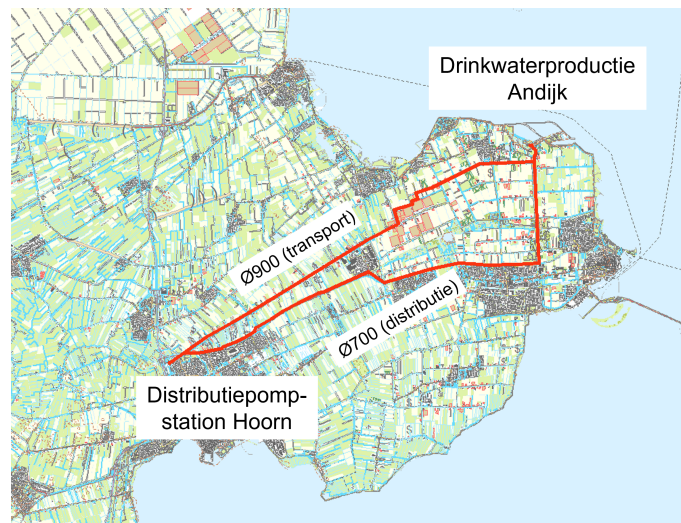 Drinkwaterproductie
Andijk
Ø900 (transport)
Ø700 (distributie)
Distributiepomp-
station Hoorn